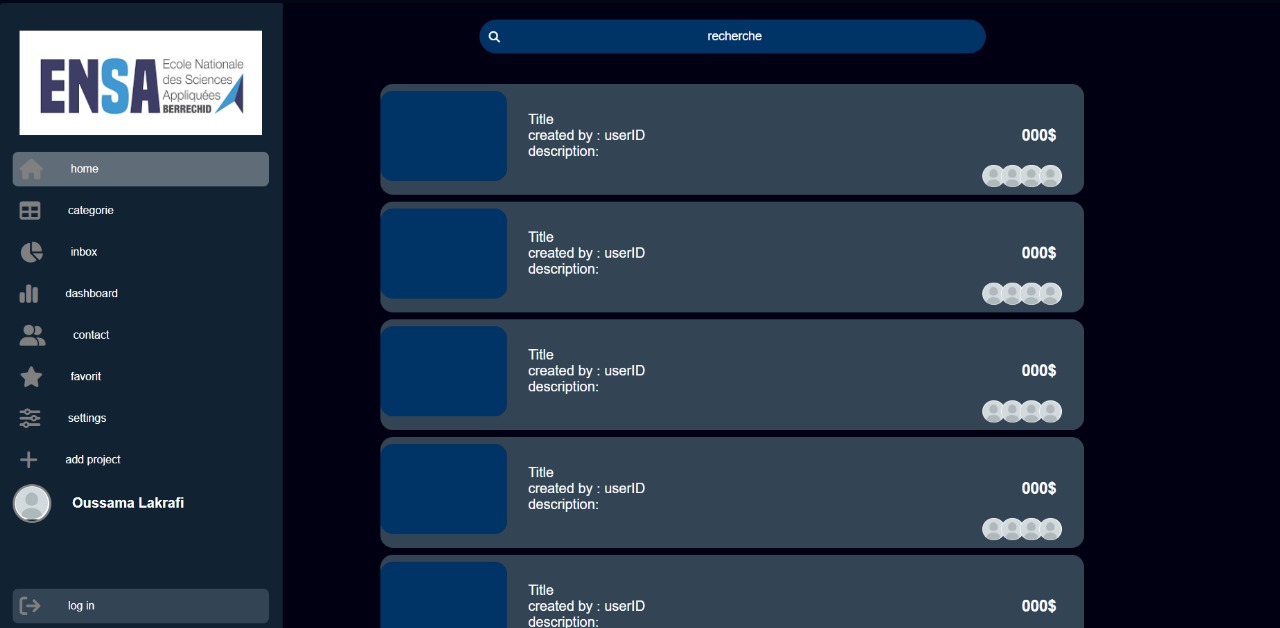 ENSA
Ecole Nationale
des Sciences
Appliquées
BERRECHID
home
categorie
inbox
dashboard
contact
favorit
settings
add project
Oussama Lakrafi
log in
recherche
Title
created by : userID
description:
000$
Title
created by : userID
description:
000$
Title
created by : userID
description:
000$
Title
created by : userID
description:
000$
Title
created by : userID
description:
000$